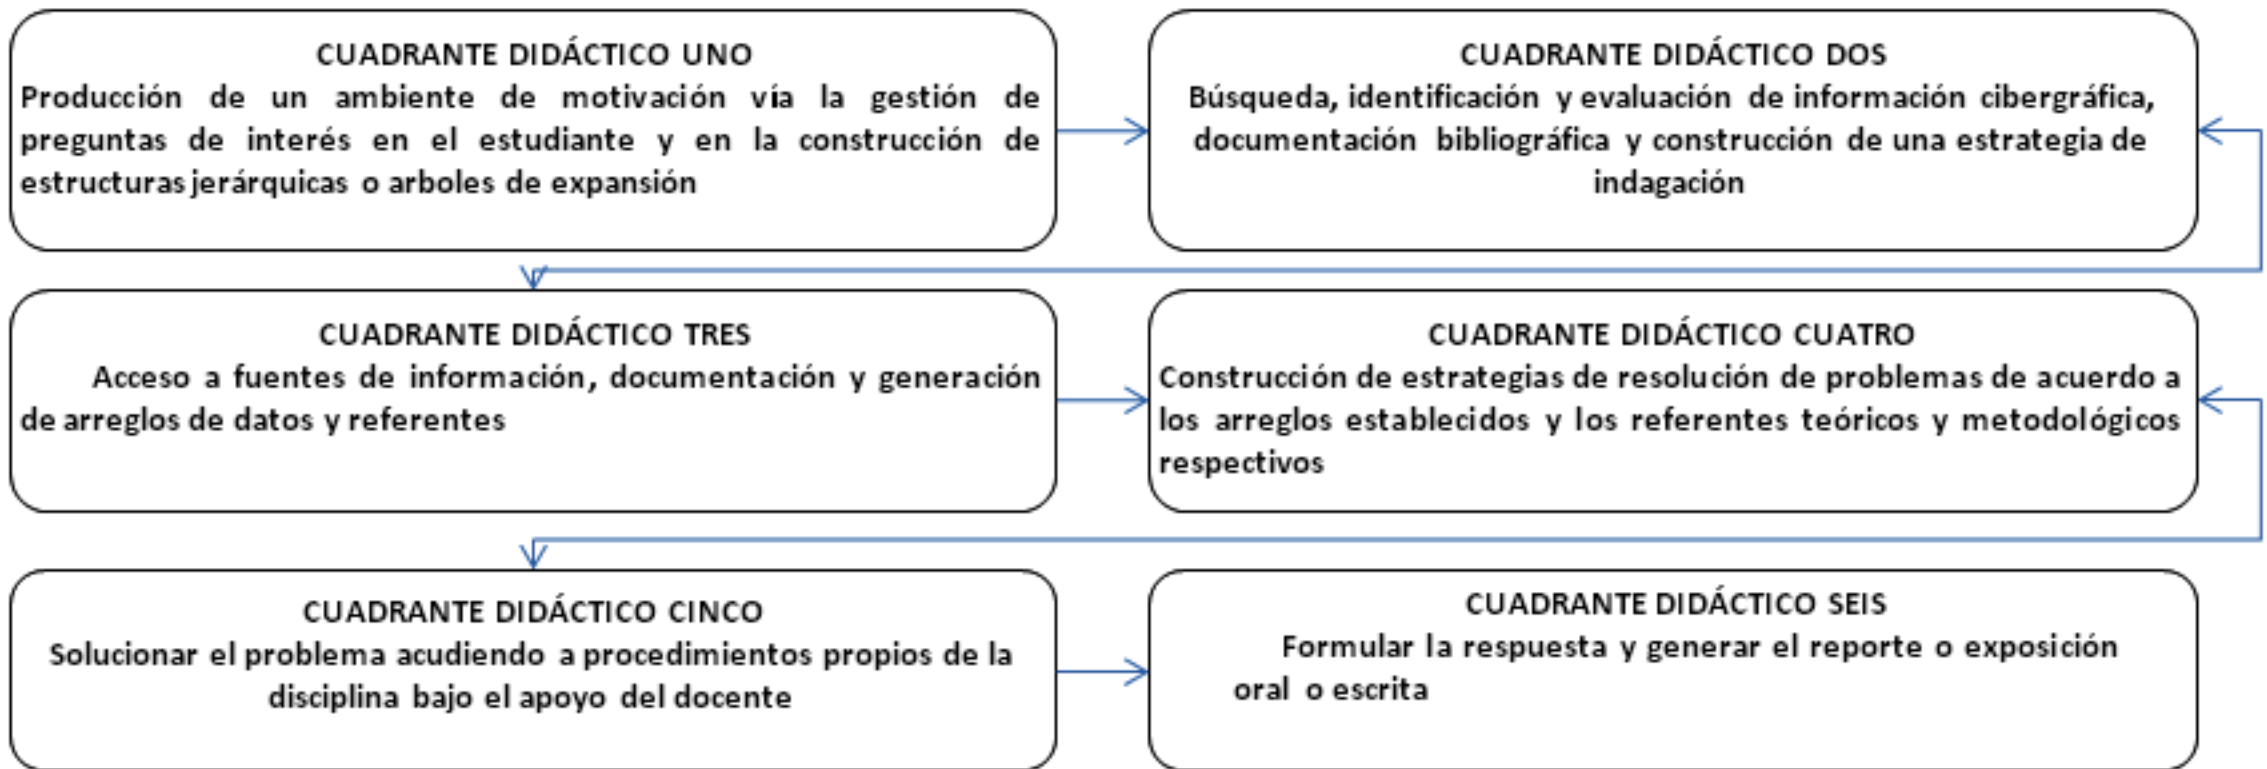 CUADRANTE DIDÁCTICO UNO
Producción de un ambiente de motivación vía la gestión de
preguntas de interés en el estudiante y en la construcción de
estructuras jerárquicas o arboles de expansión
CUADRANTE DIDÁCTICO DOS
Búsqueda, identificación y evaluación de información cibergráfica,
documentación bibliográfica y construcción de una estrategia de
indagación
CUADRANTE DIDÁCTICO TRES
Acceso a fuentes de información, documentación y generación
de arreglos de datos y referentes
CUADRANTE DIDÁCTICO CUATRO
Construcción de estrategias de resolución de problemas de acuerdo a
los arreglos establecidos y los referentes teóricos y metodológicos
respectivos
CUADRANTE DIDÁCTICO CINCO
Solucionar el problema acudiendo a procedimientos propios de la
disciplina bajo el apoyo del docente
CUADRANTE DIDÁCTICO SEIS
Formular la respuesta y generar el reporte o exposición
oral o escrita